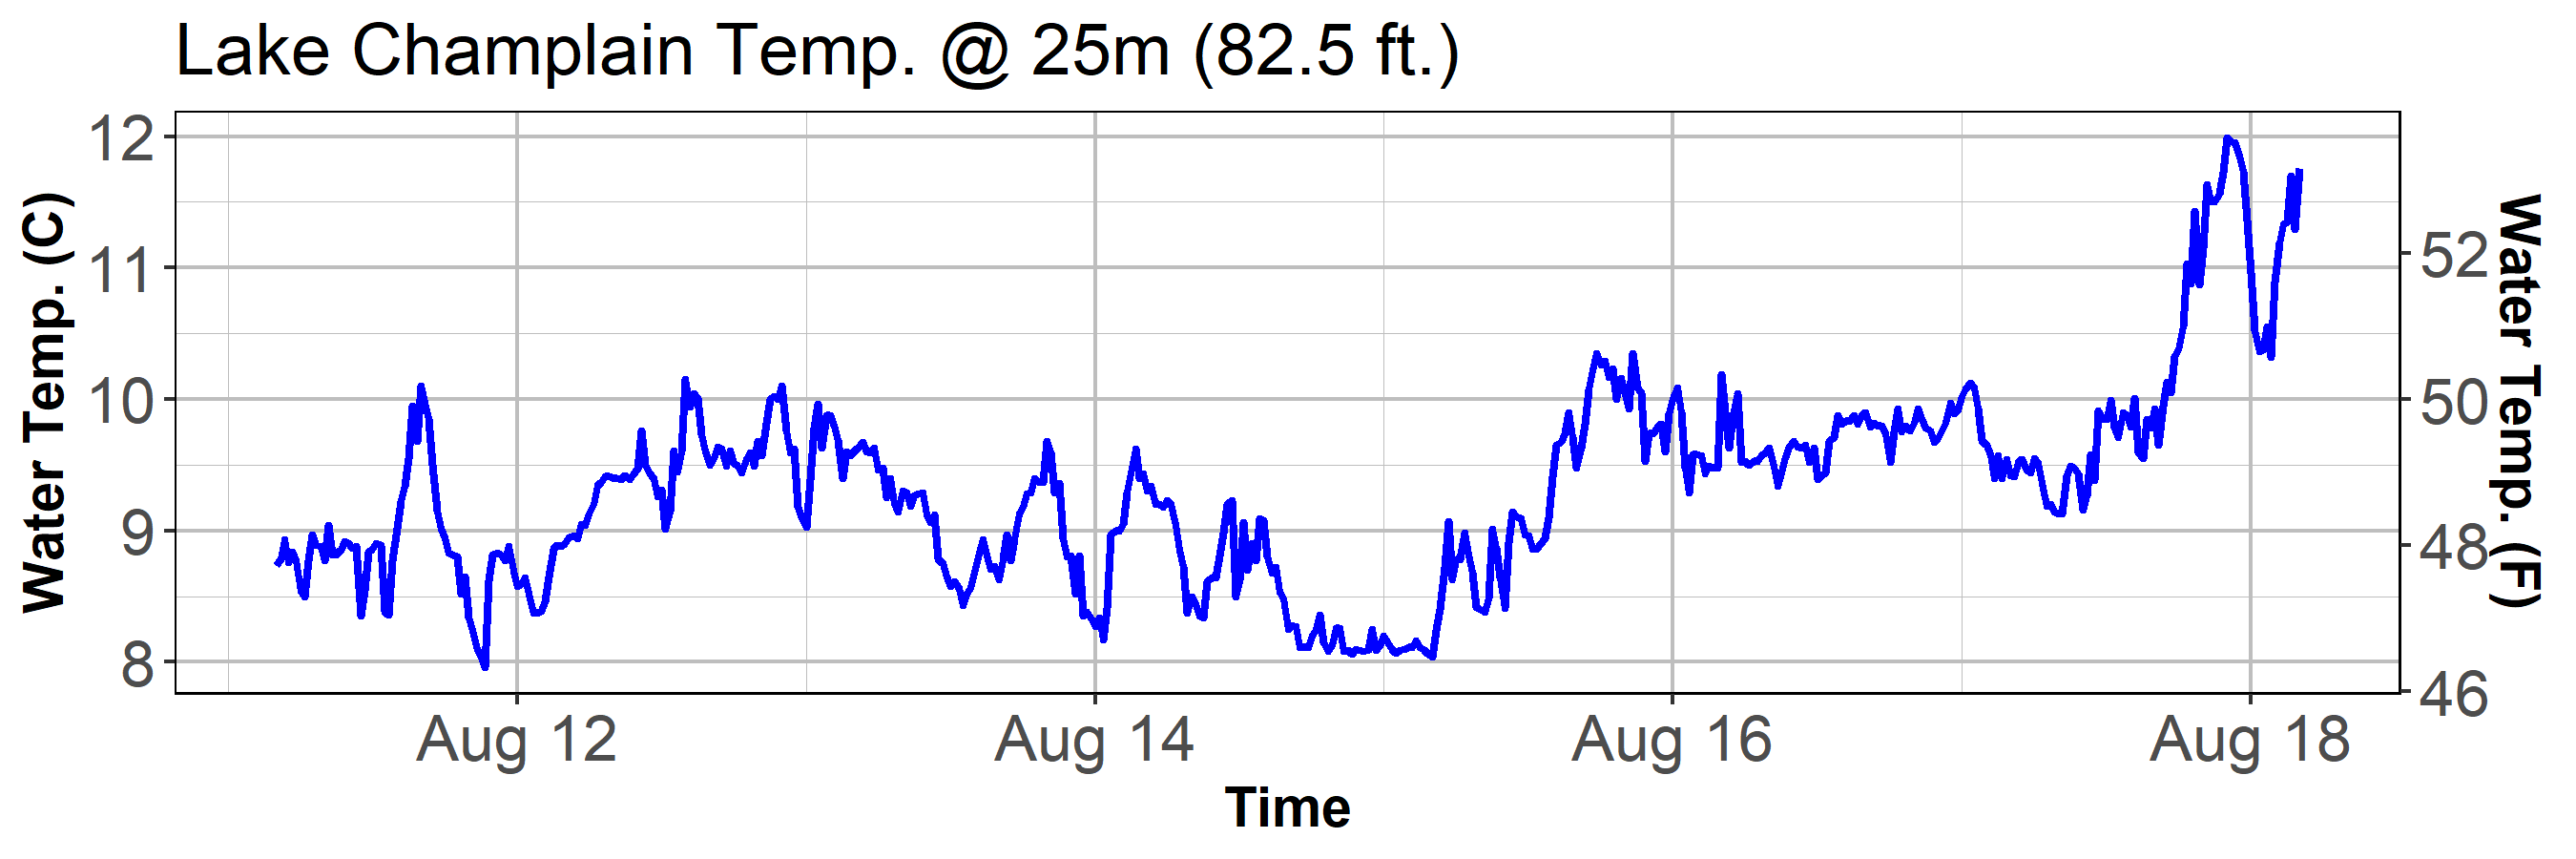 Lake Champlain Temp. @ 25m (82.5 ft.)
Water Temp. (C)
12
11
10
9
8
52
50
48
46
Water Temp. (F)
Aug 12
Aug 14
Aug 16
Aug 18
Time